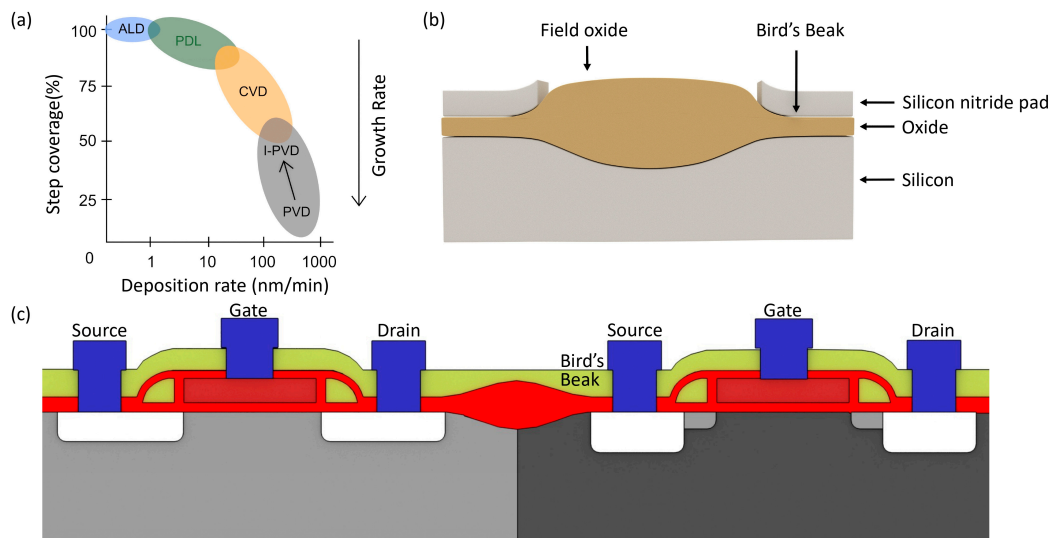 (a)
Step coverage(%)
100
75
50
25
0
ALD
PDL
CVD
I-PVD
PVD
1
10
100
1000
Deposition rate (nm/min)
Growth Rate
(b)
Field oxide
Bird's Beak
Silicon nritride pad
Oxide
Silicon
(c)
Source
Gate
Drain
Bird's
Beak
Source
Gate
Drain